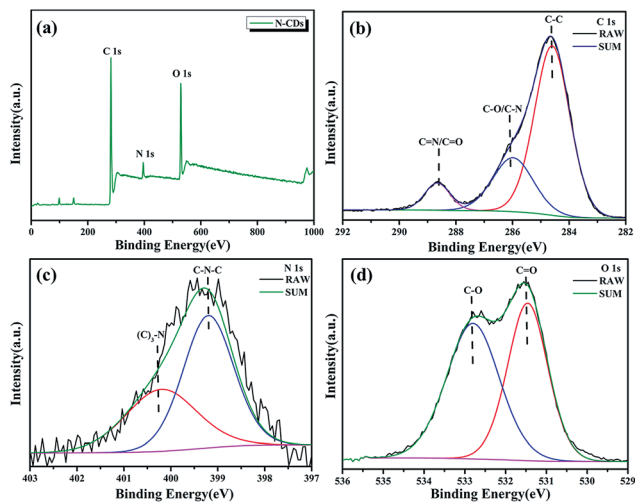 (a)
N-CDs
C 1s
O 1s
N 1s
Intensity(a.u.)
0 200 400 600 800 1000
Binding Energy(eV)
(b)
C-C
C 1s
RAW
SUM
C-O/C-N
C=N/C=O
Intensity(a.u.)
292 290 288 286 284 282
Binding Energy(eV)
(c)
C-N-C
N 1s
RAW
SUM
(C)₃-N
Intensity(a.u.)
403 402 401 400 399 398 397
Binding Energy(eV)
(d)
C=O
O 1s
RAW
SUM
C-O
Intensity(a.u.)
536 535 534 533 532 531 530 529
Binding Energy(eV)